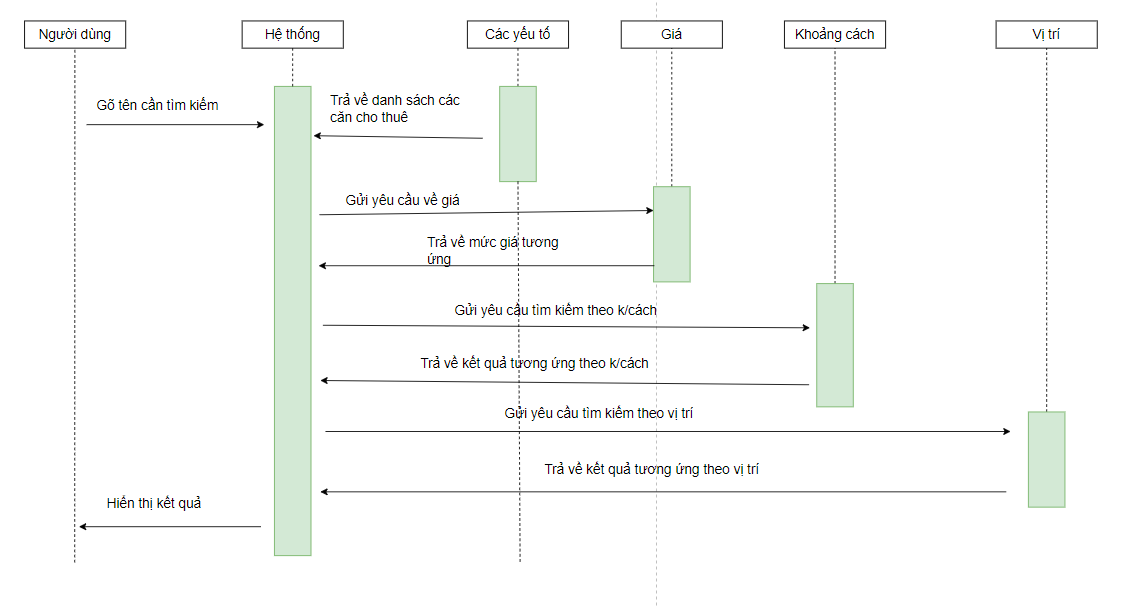 Người dùng
Hệ thống
Các yếu tố
Giá
Khoảng cách
Vị trí
Gõ tên cần tìm kiếm
Trả về danh sách các
căn cho thuê
Gửi yêu cầu về giá
Trả về mức giá tương
ứng
Gửi yêu cầu tìm kiếm theo k/cách
Trả về kết quả tương ứng theo k/cách
Gửi yêu cầu tìm kiếm theo vị trí
Trả về kết quả tương ứng theo vị trí
Hiển thị kết quả